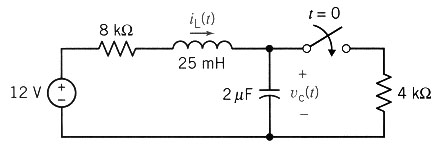 t = 0
i_L(t)
8 kΩ
25 mH
12 V
+
−
2 μF
+
v_c(t)
−
4 kΩ